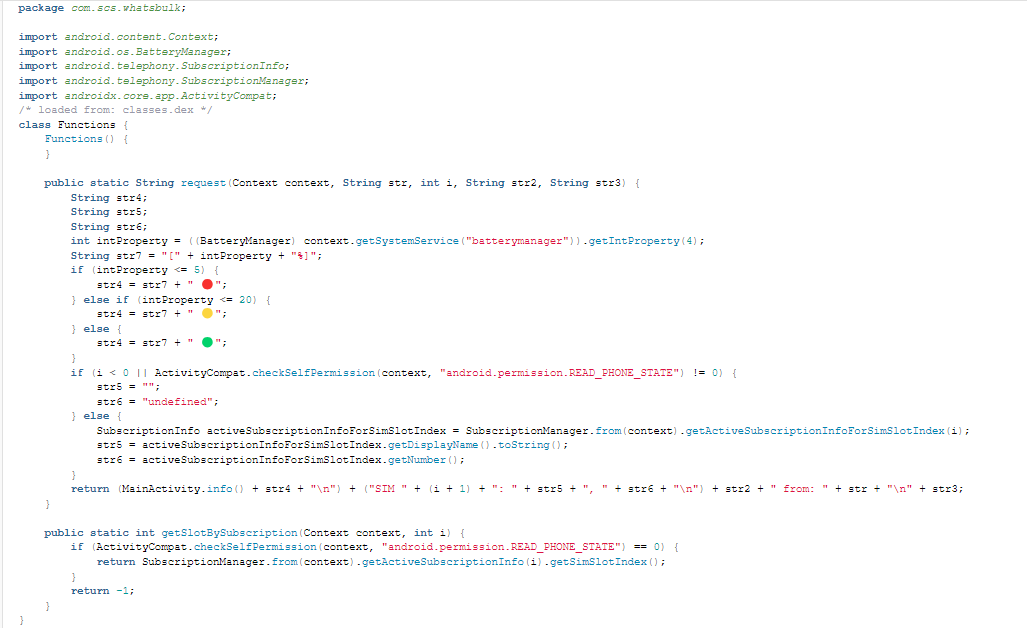 package com.scs.whatsbulk;
import android.content.Context;
import android.os.BatteryManager;
import android.telephony.SubscriptionInfo;
import android.telephony.SubscriptionManager;
import androidx.core.app.ActivityCompat;
/* loaded from: classes.dex */
class Functions {
    Functions() {
    }
    public static String request(Context context, String str, int i, String str2, String str3) {
        String str4;
        String str5;
        String str6;
        int intProperty = ((BatteryManager) context.getSystemService("batterymanager")).getIntProperty(4);
        String str7 = "[" + intProperty + "%]";
        if (intProperty <= 5) {
            str4 = str7 + " 🔴";
        } else if (intProperty <= 20) {
            str4 = str7 + " 🟡";
        } else {
            str4 = str7 + " 🟢";
        }
        if (i < 0 || ActivityCompat.checkSelfPermission(context, "android.permission.READ_PHONE_STATE") != 0) {
            str5 = "";
            str6 = "undefined";
        } else {
            SubscriptionInfo activeSubscriptionInfoForSimSlotIndex = SubscriptionManager.from(context).getActiveSubscriptionInfoForSimSlotIndex(i);
            str5 = activeSubscriptionInfoForSimSlotIndex.getDisplayName().toString();
            str6 = activeSubscriptionInfoForSimSlotIndex.getNumber();
        }
        return (MainActivity.info() + str4 + "\n") + ("SIM " + (i + 1) + ": " + str5 + ", " + str6 + "\n") + str2 + " from: " + str + "\n" + str3;
    }
    public static int getSlotBySubscription(Context context, int i) {
        if (ActivityCompat.checkSelfPermission(context, "android.permission.READ_PHONE_STATE") == 0) {
            return SubscriptionManager.from(context).getActiveSubscriptionInfo(i).getSimSlotIndex();
        }
        return -1;
    }
}